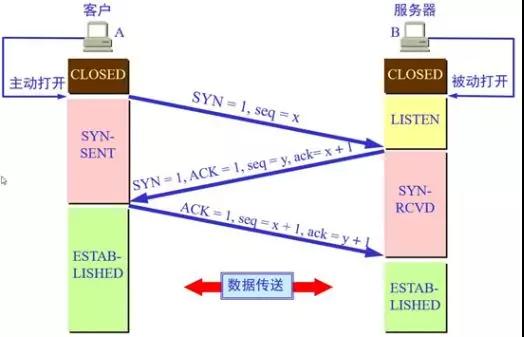 客户
服务器
A
B
主动打开
CLOSED
CLOSED
被动打开
SYN = 1, seq = x
LISTEN
SYN-
SENT
SYN = 1, ACK = 1, seq = y, ack= x + 1
SYN-
RCVD
ACK = 1, seq = x + 1, ack = y + 1
ESTAB-
LISHED
数据传送
ESTAB-
LISHED